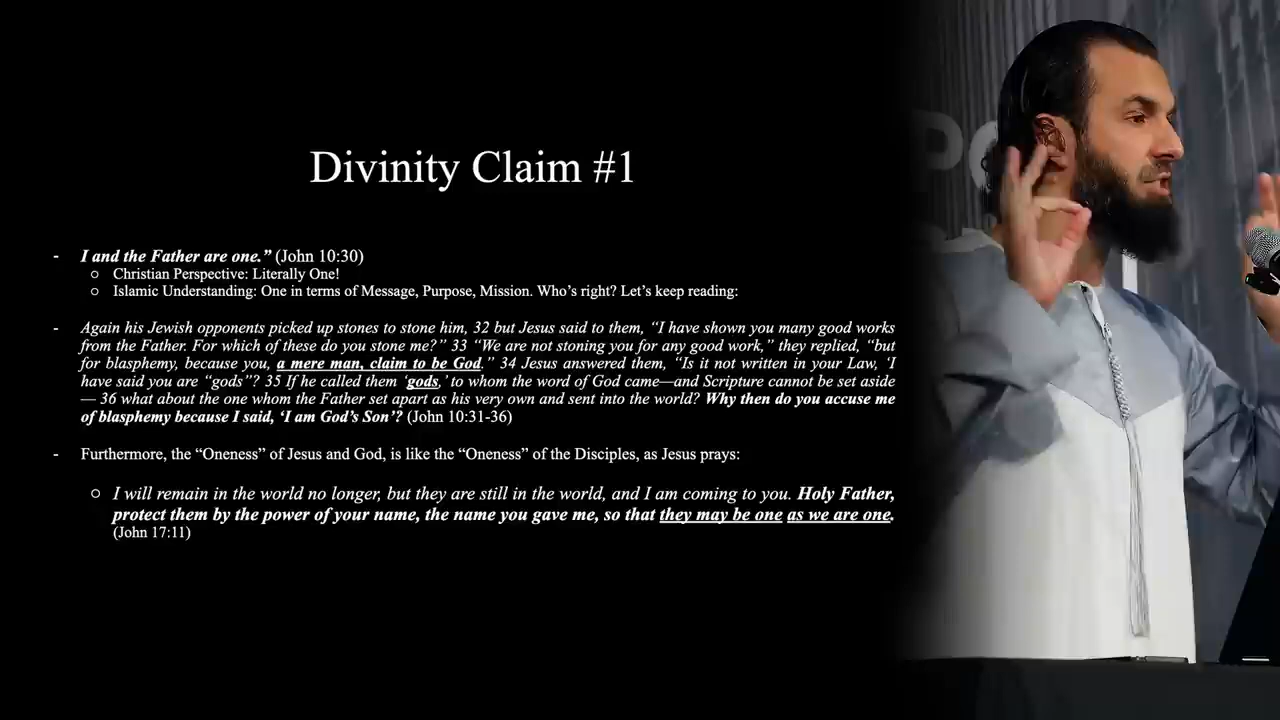 Divinity Claim #1
- I and the Father are one.” (John 10:30)
○ Christian Perspective: Literally One!
○ Islamic Understanding: One in terms of Message, Purpose, Mission. Who’s right? Let’s keep reading:
- Again his Jewish opponents picked up stones to stone him, 32 but Jesus said to them, “I have shown you many good works
from the Father. For which of these do you stone me?” 33 “We are not stoning you for any good work,” they replied, “but
for blasphemy, because you, a mere man, claim to be God.” 34 Jesus answered them, “Is it not written in your Law, ‘I
have said you are “gods”? 35 If he called them ‘gods,’ to whom the word of God came—and Scripture cannot be set aside
— 36 what about the one whom the Father set apart as his very own and sent into the world? Why then do you accuse me
of blasphemy because I said, ‘I am God’s Son’? (John 10:31-36)
- Furthermore, the “Oneness” of Jesus and God, is like the “Oneness” of the Disciples, as Jesus prays:
○ I will remain in the world no longer, but they are still in the world, and I am coming to you. Holy Father,
protect them by the power of your name, the name you gave me, so that they may be one as we are one.
(John 17:11)